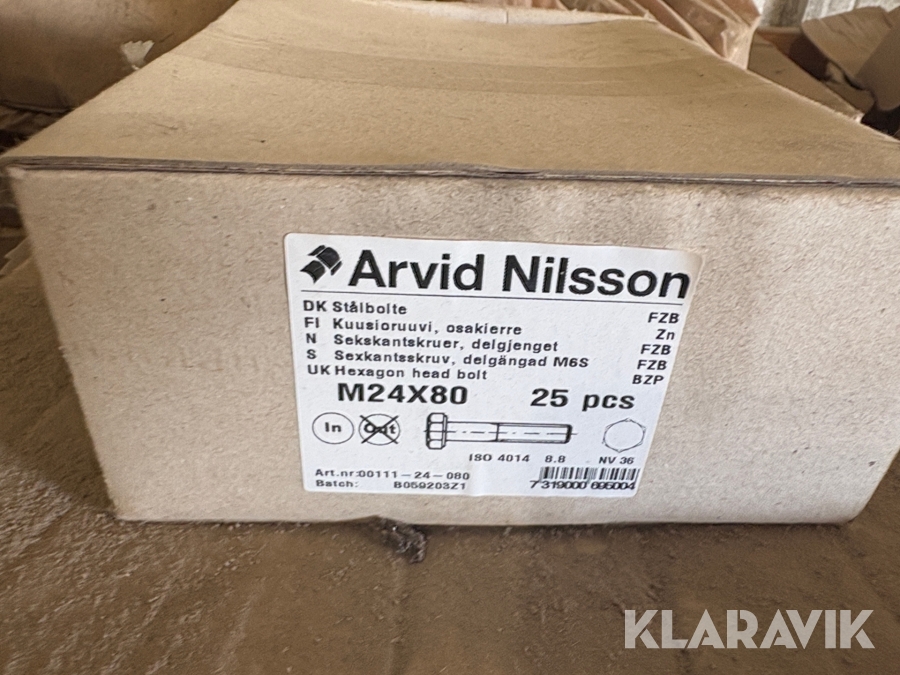 Arvid Nilsson
DK Stålbolte FZB
FI Kuusioruuvi, osakierre Zn
N Sekskantskruer, delgjenget FZB
S Sexkantsskruv, delgängad M6S FZB
UK Hexagon head bolt BZP
M24X80 25 pcs
In Out
ISO 4014 8.8 NV 36
Art.nr:00111-24-080
Batch: B059203Z1
7 319000 695004
KLARAVIK